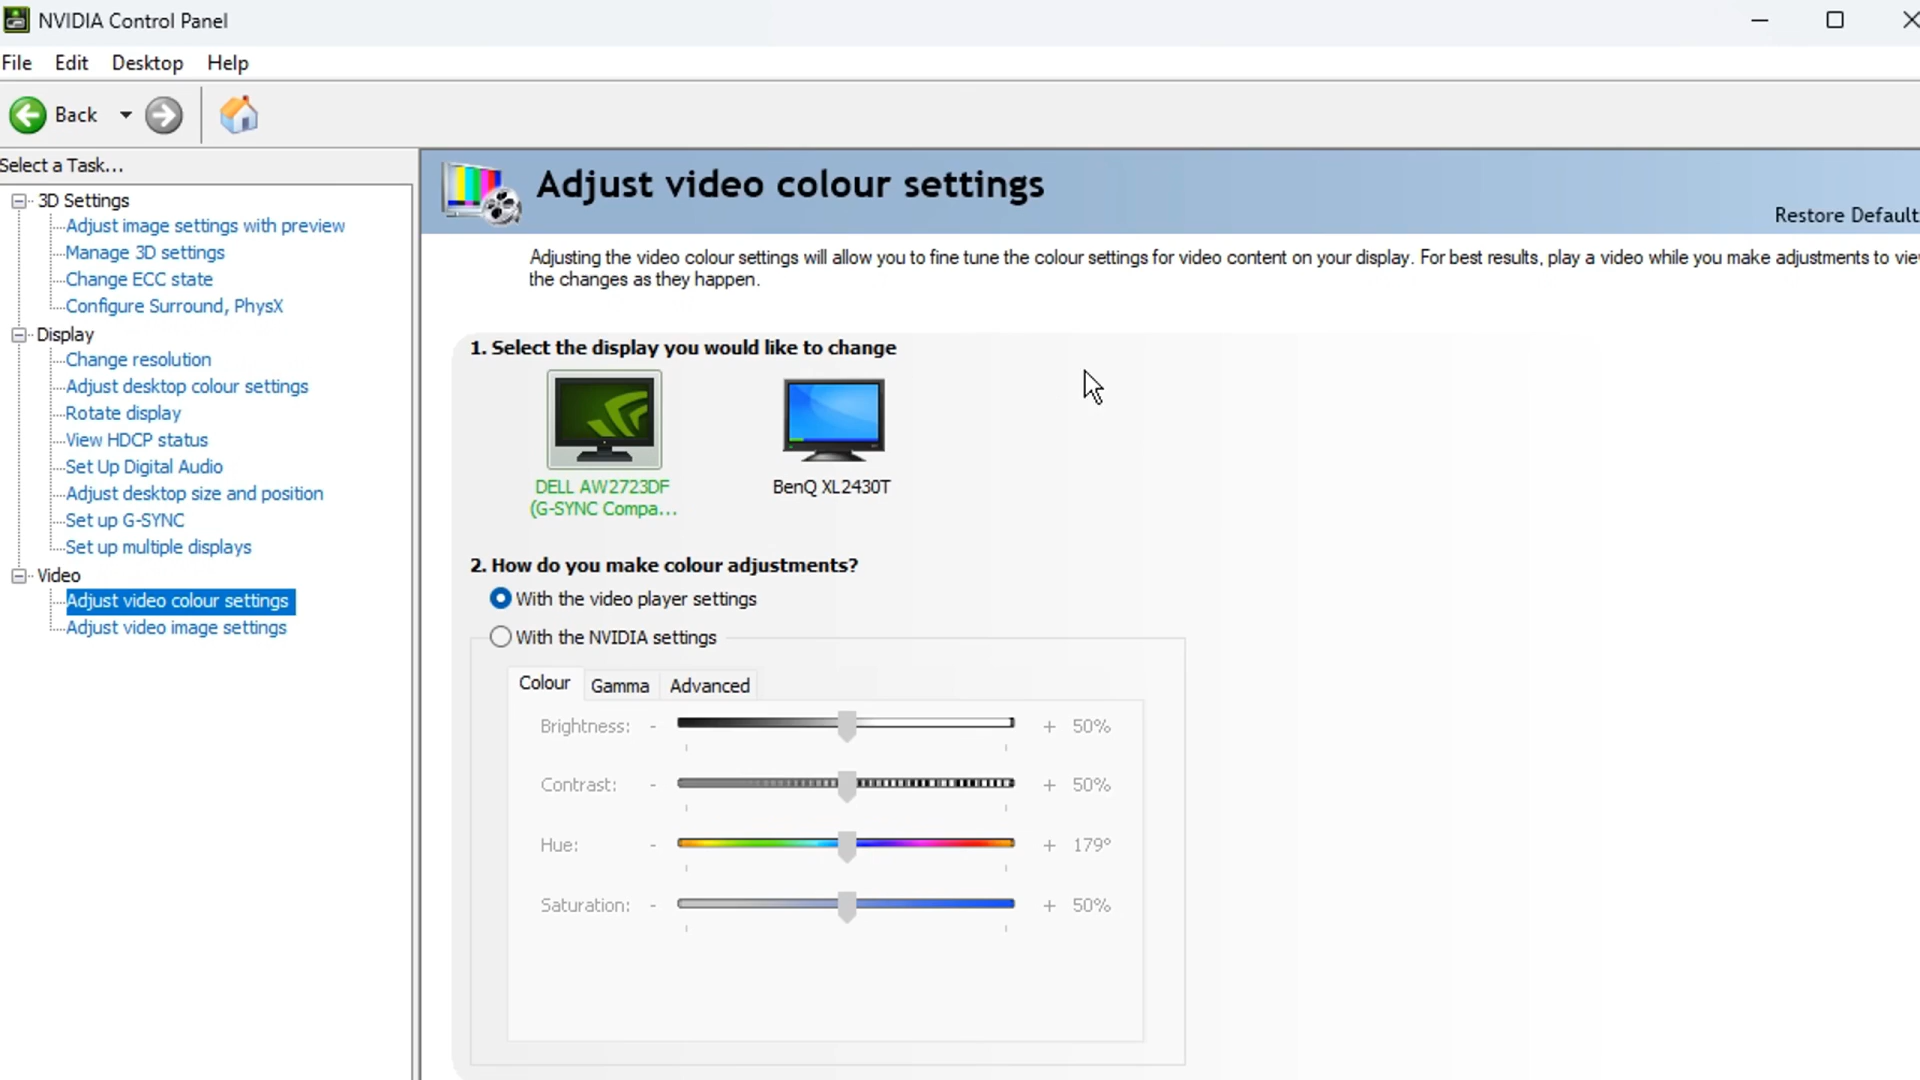 NVIDIA Control Panel
File Edit Desktop Help
Back
Select a Task...
3D Settings
Adjust image settings with preview
Manage 3D settings
Change ECC state
Configure Surround, PhysX
Display
Change resolution
Adjust desktop colour settings
Rotate display
View HDCP status
Set Up Digital Audio
Adjust desktop size and position
Set up G-SYNC
Set up multiple displays
Video
Adjust video colour settings
Adjust video image settings
Adjust video colour settings
Restore Default
Adjusting the video colour settings will allow you to fine tune the colour settings for video content on your display. For best results, play a video while you make adjustments to vie
the changes as they happen.
1. Select the display you would like to change
DELL AW2723DF
(G-SYNC Compa...
BenQ XL2430T
2. How do you make colour adjustments?
With the video player settings
With the NVIDIA settings
Colour Gamma Advanced
Brightness: - + 50%
Contrast: - + 50%
Hue: - + 179°
Saturation: - + 50%